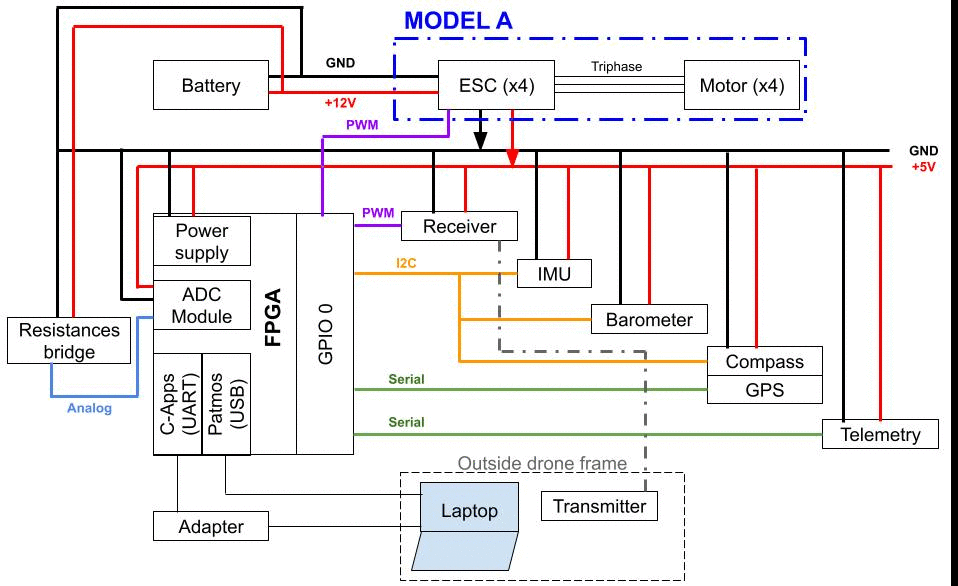 MODEL A
GND
Battery
ESC (x4)
Triphase
Motor (x4)
+12V
PWM
GND
+5V
PWM
Receiver
Power
supply
I2C
IMU
ADC
Module
FPGA
GPIO 0
Barometer
Resistances
bridge
Compass
GPS
Serial
Analog
C-Apps
(UART)
Patmos
(USB)
Serial
Telemetry
Outside drone frame
Laptop
Transmitter
Adapter